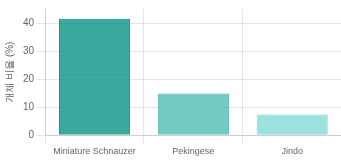 개체 비율 (%)
40
30
20
10
0
Miniature Schnauzer
Pekingese
Jindo